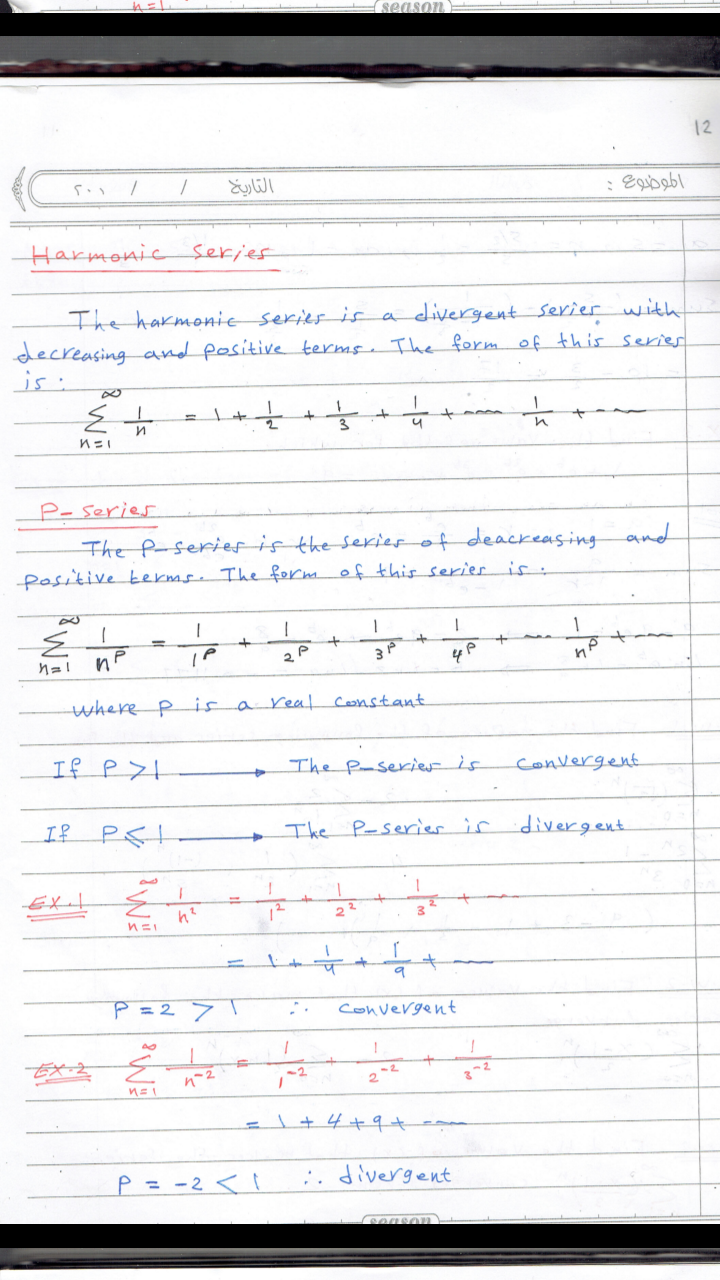 n=1
season
12
الموضوع : التاريخ / / ٢٠٠
Harmonic series
The harmonic series is a divergent series with
decreasing and positive terms. The form of this series
is :
∞ ∑ n=1 1/n = 1 + 1/2 + 1/3 + 1/4 + ---- 1/n + ----
P-series
The P-series is the series of deacreasing and
positive terms. The form of this series is :
∞ ∑ n=1 1/n^p = 1/1^p + 1/2^p + 1/3^p + 1/4^p + --- 1/n^p + ----
where p is a real constant
If P > 1 ⟶ The P-series is convergent
If P ⩽ 1 ⟶ The P-series is divergent
EX.1 ∞ ∑ n=1 1/n² = 1/1² + 1/2² + 1/3² + ----
= 1 + 1/4 + 1/9 + ----
P = 2 > 1 ∴ convergent
EX.2 ∞ ∑ n=1 1/n⁻² = 1/1⁻² + 1/2⁻² + 1/3⁻²
= 1 + 4 + 9 + ----
P = -2 < 1 ∴ divergent
season